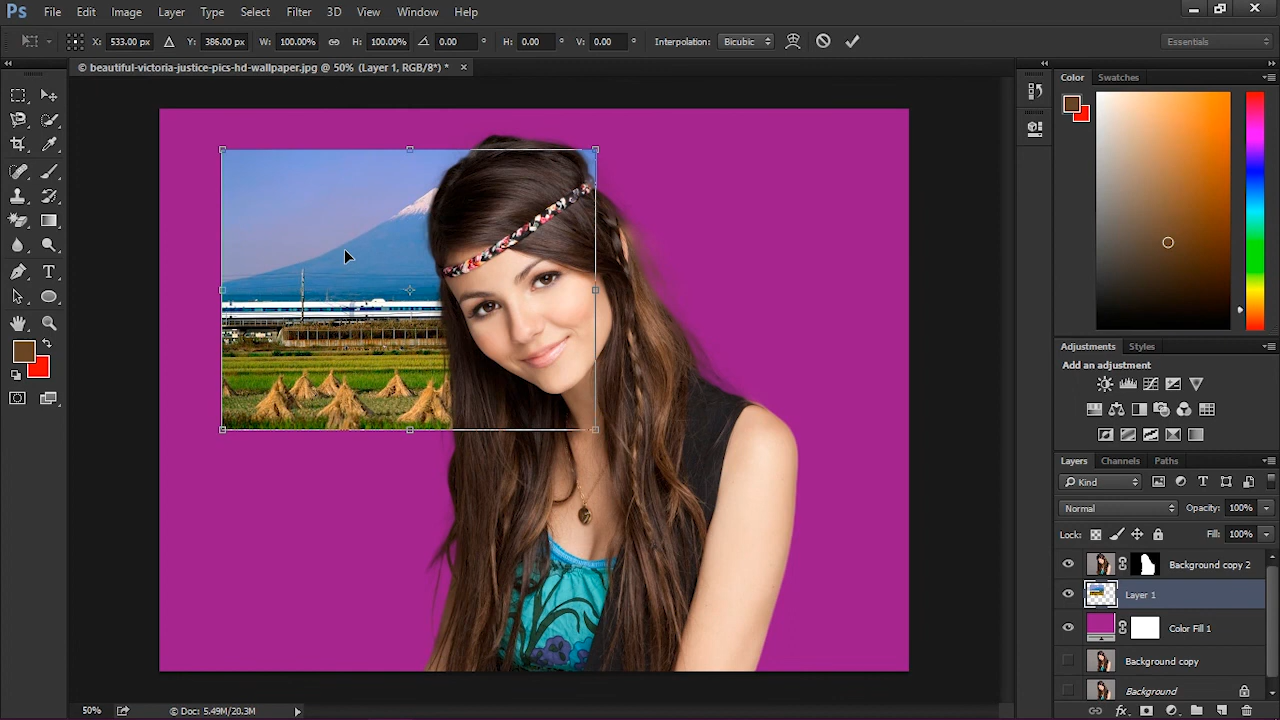 Ps File Edit Image Layer Type Select Filter 3D View Window Help
X: 533.00 px Y: 386.00 px W: 100.00% H: 100.00% 0.00 ° H: 0.00 ° V: 0.00 ° Interpolation: Bicubic Essentials
© beautiful-victoria-justice-pics-hd-wallpaper.jpg @ 50% (Layer 1, RGB/8*) * ×
Color Swatches
Adjustments Styles
Add an adjustment
Layers Channels Paths
Kind
Normal Opacity: 100%
Lock: Fill: 100%
Background copy 2
Layer 1
Color Fill 1
Background copy
Background
50% © Doc: 5.49M/20.3M